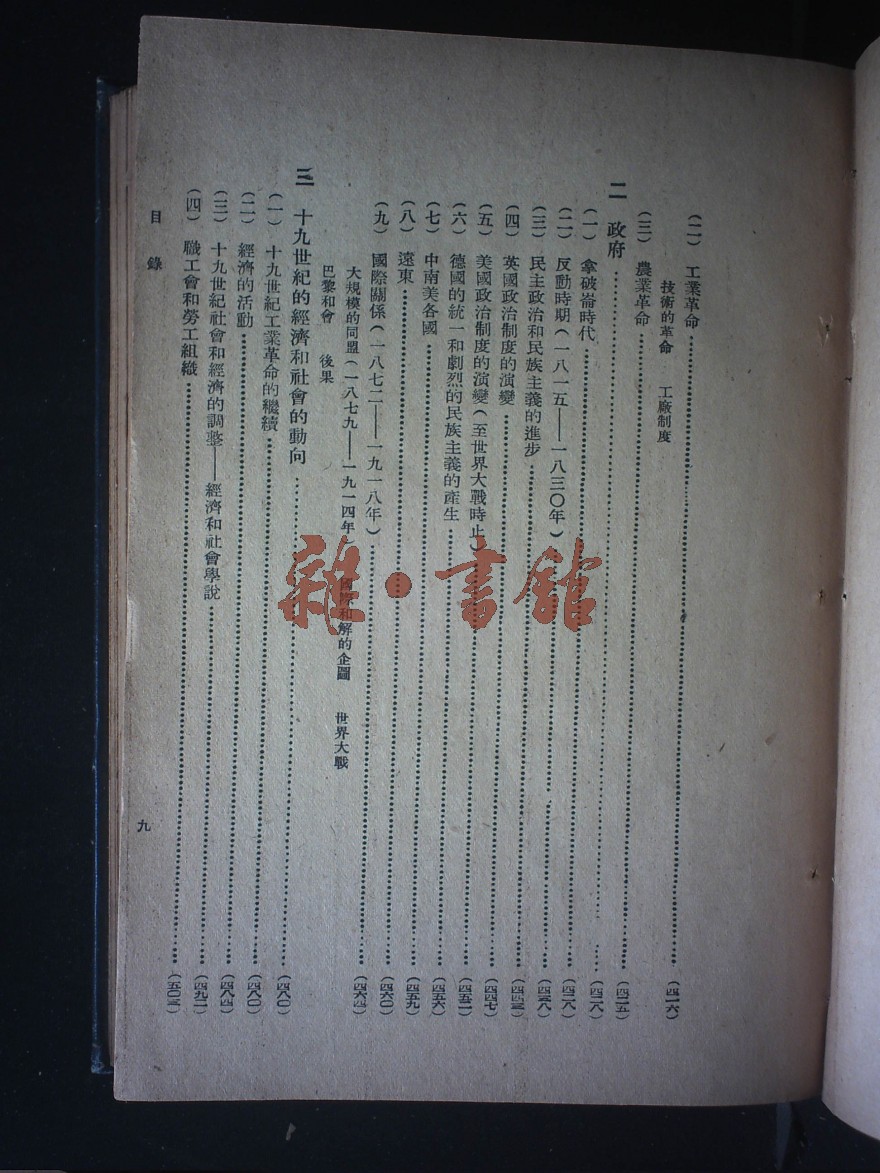 (二) 工業革命……(四一六)
技術的革命 工廠制度
(三) 農業革命……(四二五)
二 政府……(四二八)
(一) 拿破崙時代……(四二八)
(二) 反動時期(一八一五——一八三〇年)……(四三八)
(三) 民主政治和民族主義的進步……(四四三)
(四) 英國政治制度的演變……(四四七)
(五) 美國政治制度的演變(至世界大戰時止)……(四五二)
(六) 德國的統一和劇烈的民族主義的產生……(四五六)
(七) 中南美各國……(四五九)
(八) 遠東……(四六〇)
(九) 國際關係(一八七二——一九一八年)……(四六四)
大規模的同盟(一八七九——一九一四年) 國際和解的企圖 世界大戰
巴黎和會 後果
三 十九世紀的經濟和社會的動向……(四八〇)
(一) 十九世紀工業革命的繼續……(四八〇)
(二) 經濟的活動……(四八四)
(三) 十九世紀社會和經濟的調整——經濟和社會學說……(四九二)
(四) 職工會和勞工組織……(五〇三)
目錄
九
雜·書館